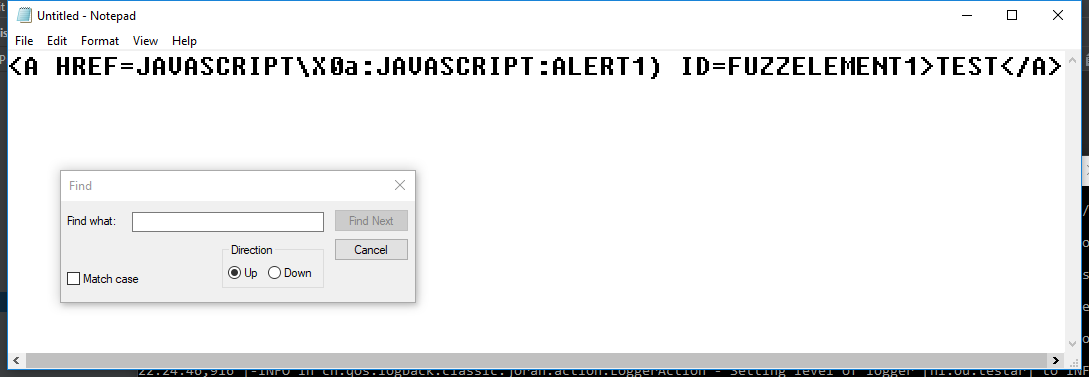 Untitled - Notepad
File Edit Format View Help
<A HREF=JAVASCRIPT\X0a:JAVASCRIPT:ALERT1) ID=FUZZELEMENT1>TEST</A>
Find
Find what:
Find Next
Direction
Cancel
Up Down
Match case
22:24:40,916 |-INFO in ch.qos.logback.classic.joran.action.LoggerAction - Setting level of logger [nl.ou.testar] to INF